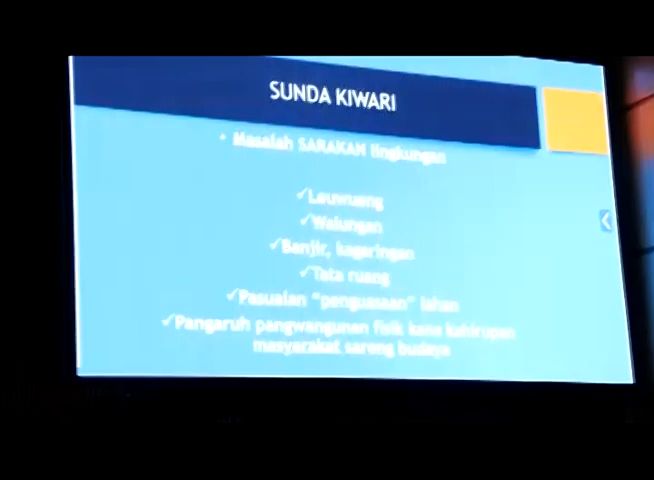 SUNDA KIWARI
• Masalah SARAKAN lingkungan
✓Leuweung
✓Walungan
✓Banjir, kagaringan
✓Tata ruang
✓Pasualan "penguasaan" lahan
✓Pangaruh pangwangunan fisik kana kahirupan
masyarakat sareng budaya